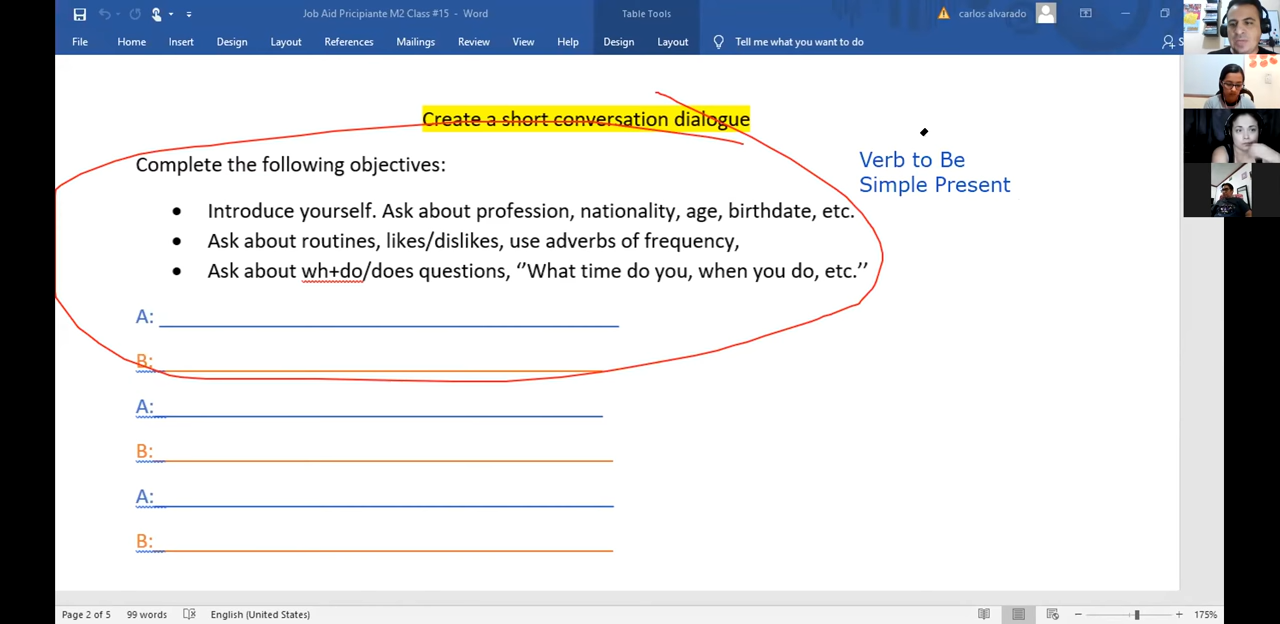 Job Aid Pricipiante M2 Class #15 - Word
Table Tools
carlos alvarado
File Home Insert Design Layout References Mailings Review View Help Design Layout Tell me what you want to do
Create a short conversation dialogue
Complete the following objectives:
Verb to Be
Simple Present
• Introduce yourself. Ask about profession, nationality, age, birthdate, etc.
• Ask about routines, likes/dislikes, use adverbs of frequency,
• Ask about wh+do/does questions, “What time do you, when you do, etc.”
A:
B:
A:
B:
A:
B:
Page 2 of 5 99 words English (United States) 175%